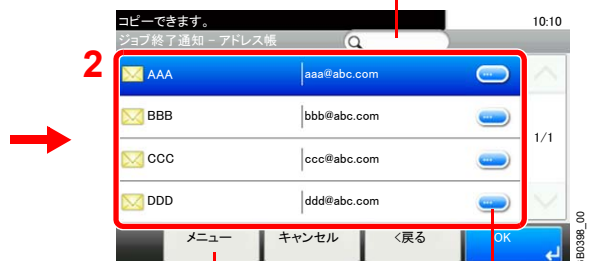 コピーできます。 10:10
ジョブ終了通知 - アドレス帳
2
AAA aaa@abc.com
BBB bbb@abc.com
1/1
CCC ccc@abc.com
DDD ddd@abc.com
メニュー キャンセル <戻る OK
B0398_00